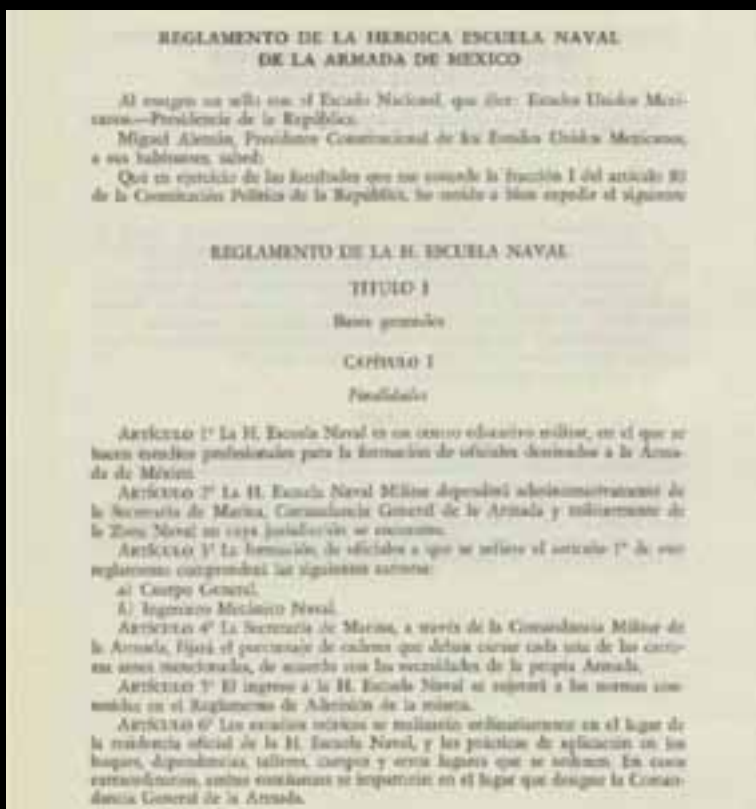 REGLAMENTO DE LA HEROICA ESCUELA NAVAL
DE LA ARMADA DE MEXICO
Al margen un sello con el Escudo Nacional, que dice: Estados Unidos Mexi-
canos.—Presidencia de la República.
Miguel Alemán, Presidente Constitucional de los Estados Unidos Mexicanos,
a sus habitantes, sabed:
Que en ejercicio de las facultades que me concede la fracción I del artículo 89
de la Constitución Política de la República, he tenido a bien expedir el siguiente
REGLAMENTO DE LA H. ESCUELA NAVAL
TITULO I
Bases generales
CAPÍTULO I
Finalidades
ARTÍCULO 1º La H. Escuela Naval es un centro educativo militar, en el que se
hacen estudios profesionales para la formación de oficiales destinados a la Arma-
da de México.
ARTÍCULO 2º La H. Escuela Naval Militar dependerá administrativamente de
la Secretaría de Marina, Comandancia General de la Armada y militarmente de
la Zona Naval en cuya jurisdicción se encuentre.
ARTÍCULO 3º La formación de oficiales a que se refiere el artículo 1º de este
reglamento comprenderá las siguientes carreras:
a) Cuerpo General.
b) Ingeniero Mecánico Naval.
ARTÍCULO 4º La Secretaría de Marina, a través de la Comandancia Militar de
la Armada, fijará el porcentaje de cadetes que deban cursar cada una de las carre-
ras antes mencionadas, de acuerdo con las necesidades de la propia Armada.
ARTÍCULO 5º El ingreso a la H. Escuela Naval se sujetará a las normas con-
tenidas en el Reglamento de Admisión de la misma.
ARTÍCULO 6º Los estudios teóricos se realizarán ordinariamente en el lugar de
la residencia oficial de la H. Escuela Naval, y las prácticas de aplicación en los
buques, dependencias, talleres, campos y otros lugares que se ordenen. En casos
extraordinarios, ambas enseñanzas se impartirán en el lugar que designe la Coman-
dancia General de la Armada.